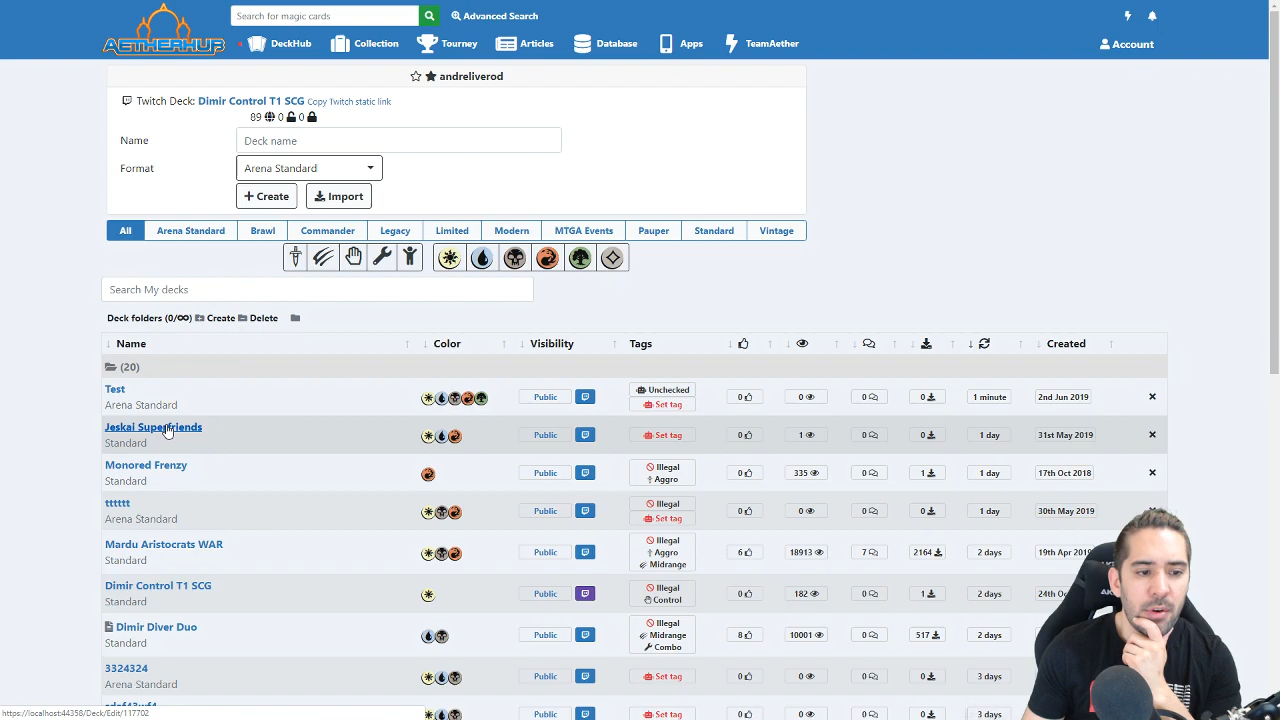 AETHERHUB
Search for magic cards
Advanced Search
DeckHub Collection Tourney Articles Database Apps TeamAether
Account
andreliverod
Twitch Deck: Dimir Control T1 SCG Copy Twitch static link
89 0 0
Name Deck name
Format Arena Standard
Create Import
All Arena Standard Brawl Commander Legacy Limited Modern MTGA Events Pauper Standard Vintage
Search My decks
Deck folders (0/∞) Create Delete
Name Color Visibility Tags Created
(20)
Test
Arena Standard
Public
Unchecked
Set tag
0 0 0 0 1 minute 2nd Jun 2019
Jeskai Superfriends
Standard
Public
Set tag
0 1 0 0 1 day 31st May 2019
Monored Frenzy
Standard
Public
Illegal
Aggro
0 335 0 1 1 day 17th Oct 2018
tttttt
Arena Standard
Public
Illegal
Set tag
0 0 0 0 1 day 30th May 2019
Mardu Aristocrats WAR
Standard
Public
Illegal
Aggro
Midrange
6 18913 7 2164 2 days 19th Apr
Dimir Control T1 SCG
Standard
Public
Illegal
Control
0 182 0 1 2 days 24th
Dimir Diver Duo
Standard
Public
Illegal
Midrange
Combo
8 10001 0 517 2 days
3324324
Arena Standard
Public
Set tag
0 0 0 0 3 days
Public
Set tag
0 0 0 0 3 days
https://localhost:44358/Deck/Edit/117702